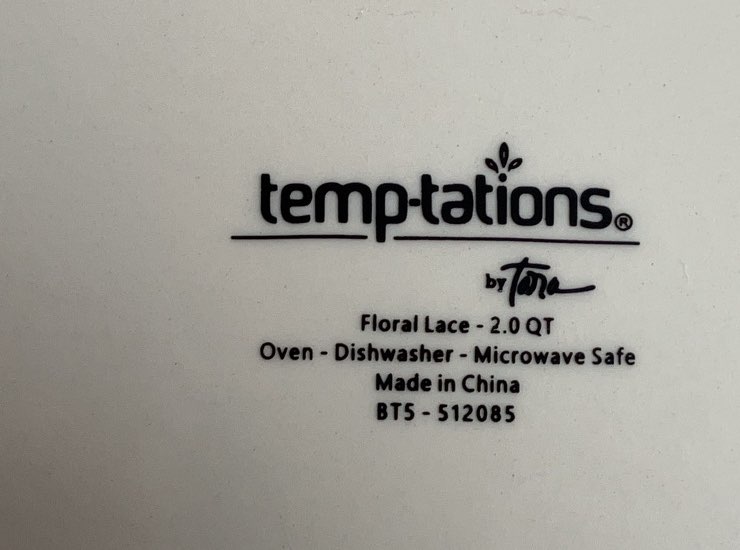 temp-tations®
by Tara
Floral Lace - 2.0 QT
Oven - Dishwasher - Microwave Safe
Made in China
BT5 - 512085